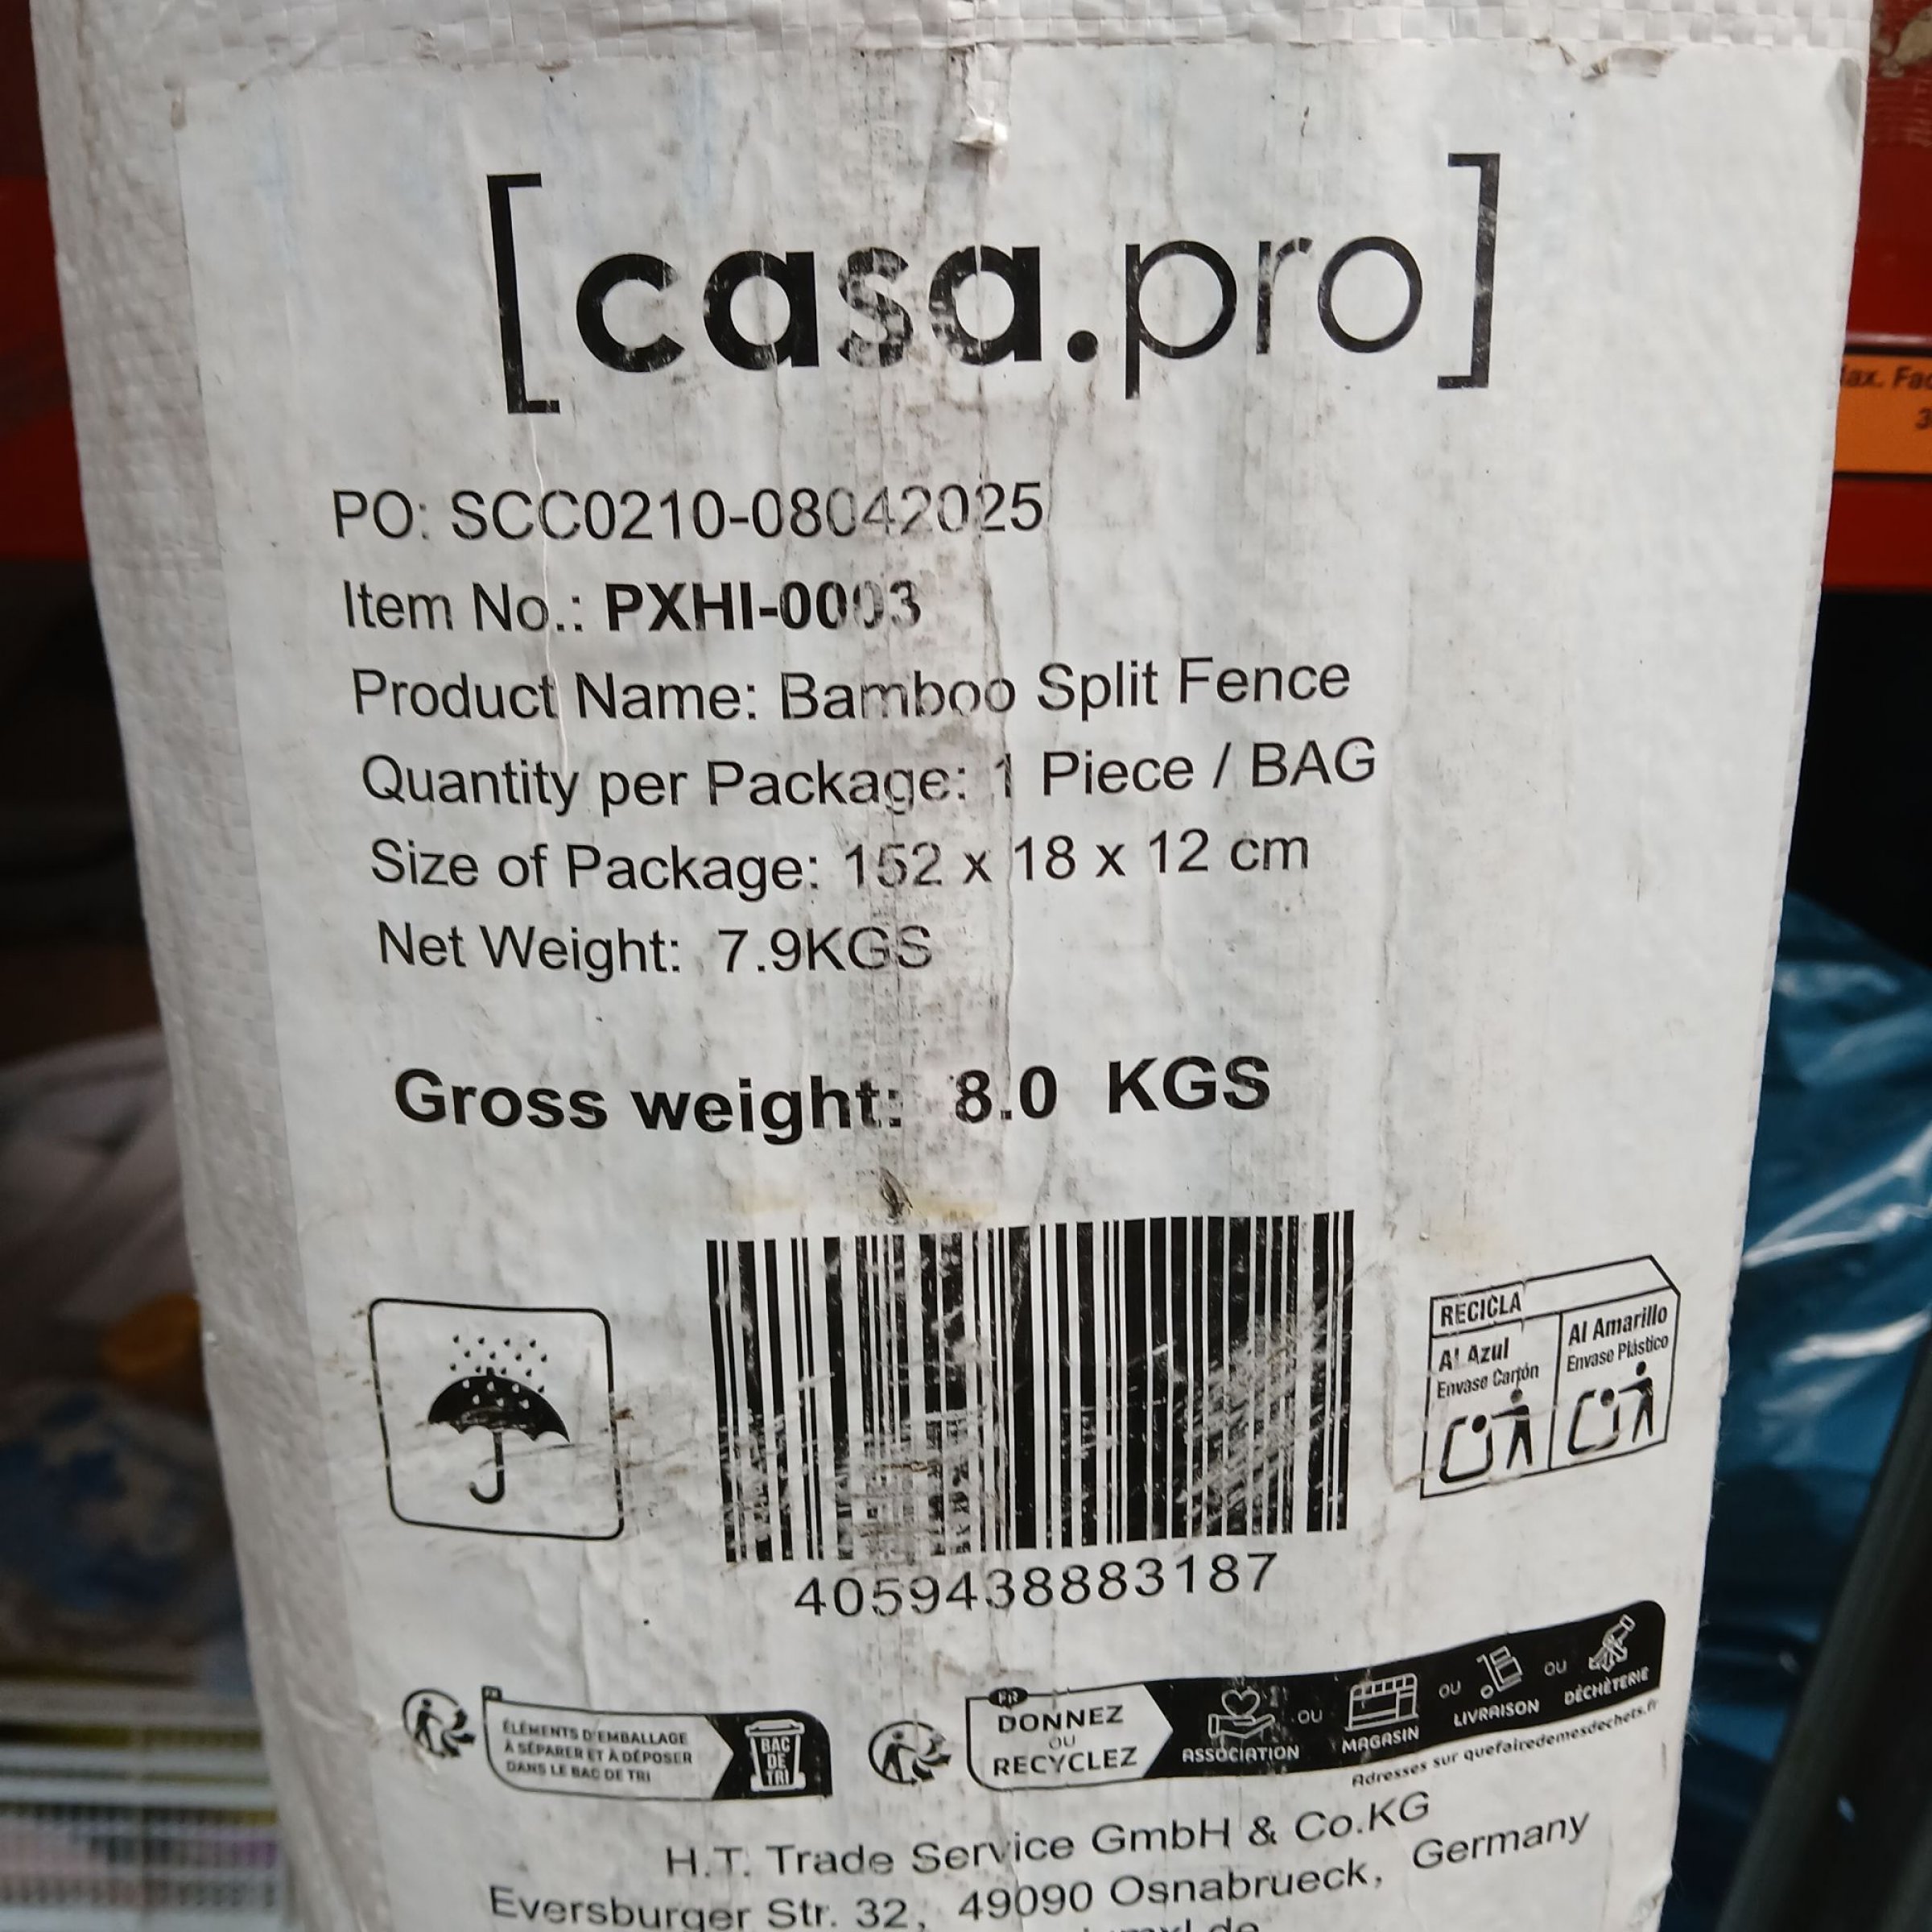 [casa.pro]
PO: SCC0210-08042025
Item No.: PXHI-0003
Product Name: Bamboo Split Fence
Quantity per Package: 1 Piece / BAG
Size of Package: 152 x 18 x 12 cm
Net Weight: 7.9KGS
Gross weight: 8.0 KGS
RECICLA
Al Azul
Envase Cartón
Al Amarillo
Envase Plástico
4059438883187
FR
ÉLÉMENTS D'EMBALLAGE
À SÉPARER ET À DÉPOSER
DANS LE BAC DE TRI
BAC
DE
TRI
FR
DONNEZ
OU
RECYCLEZ
ASSOCIATION
OU
MAGASIN
OU
LIVRAISON
OU
DÉCHÈTERIE
Adresses sur quefairedemesdechets.fr
H.T. Trade Service GmbH & Co.KG
Eversburger Str. 32, 49090 Osnabrueck, Germany